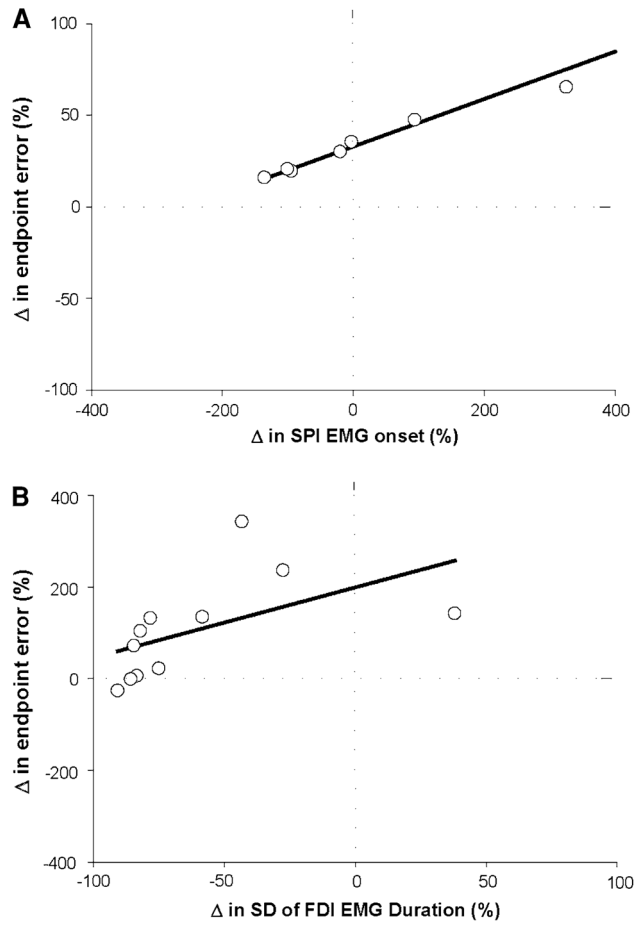 A
100
50
0
-50
-100
Δ in endpoint error (%)
-400 -200 0 200 400
Δ in SPI EMG onset (%)
B
400
200
0
-200
-400
Δ in endpoint error (%)
-100 -50 0 50 100
Δ in SD of FDI EMG Duration (%)